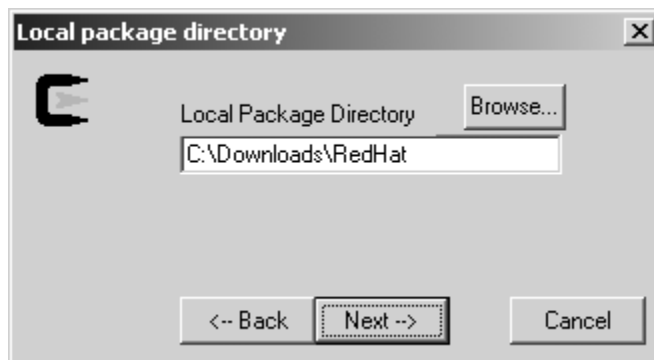 Local package directory
Local Package Directory
Browse...
C:\Downloads\RedHat
<-- Back
Next -->
Cancel